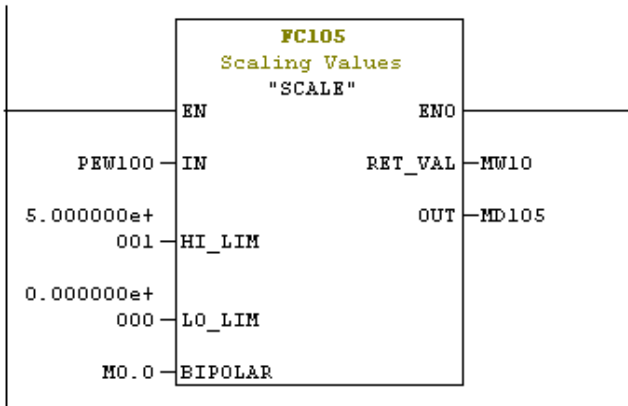 FC105
Scaling Values
"SCALE"
EN ENO
PEW100 IN RET_VAL MW10
5.000000e+ OUT MD105
001 HI_LIM
0.000000e+
000 LO_LIM
M0.0 BIPOLAR